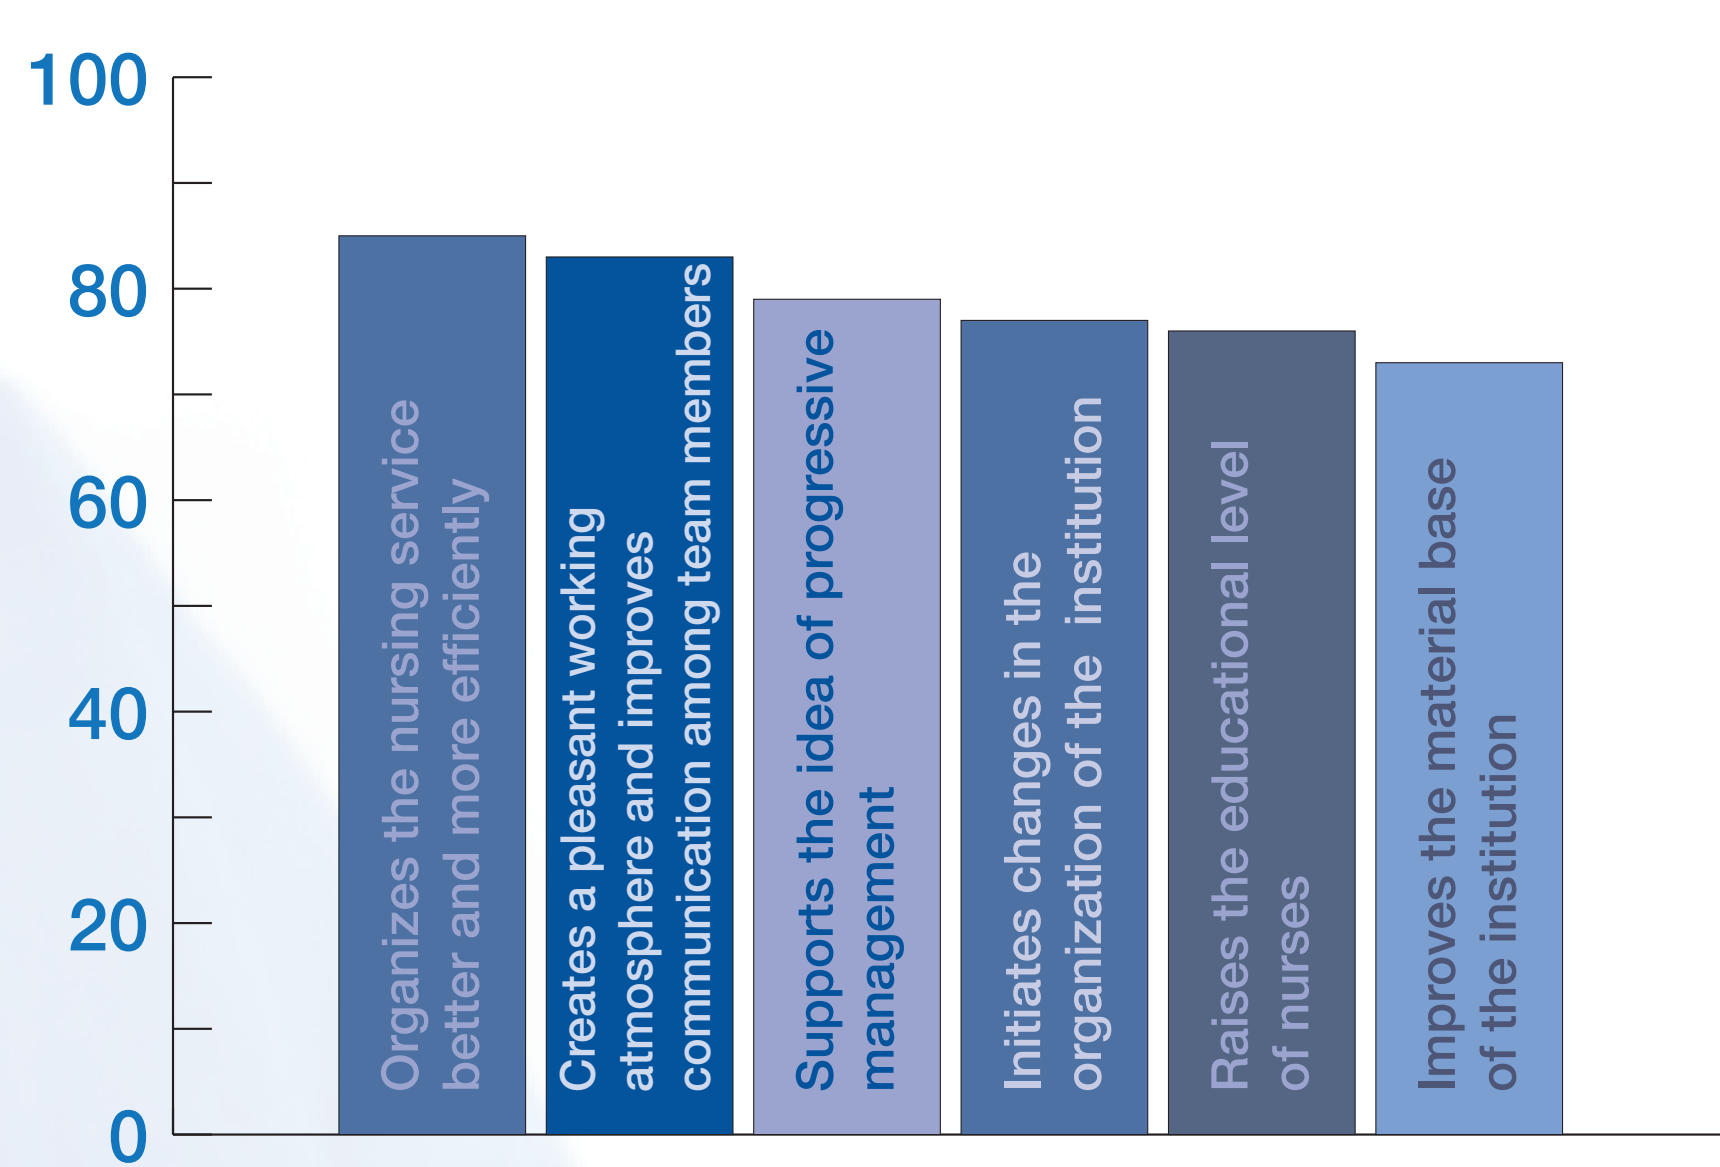 100
80
60
40
20
0
Organizes the nursing service
better and more efficiently
Creates a pleasant working
atmosphere and improves
communication among team members
Supports the idea of progressive
management
Initiates changes in the
organization of the institution
Raises the educational level
of nurses
Improves the material base
of the institution